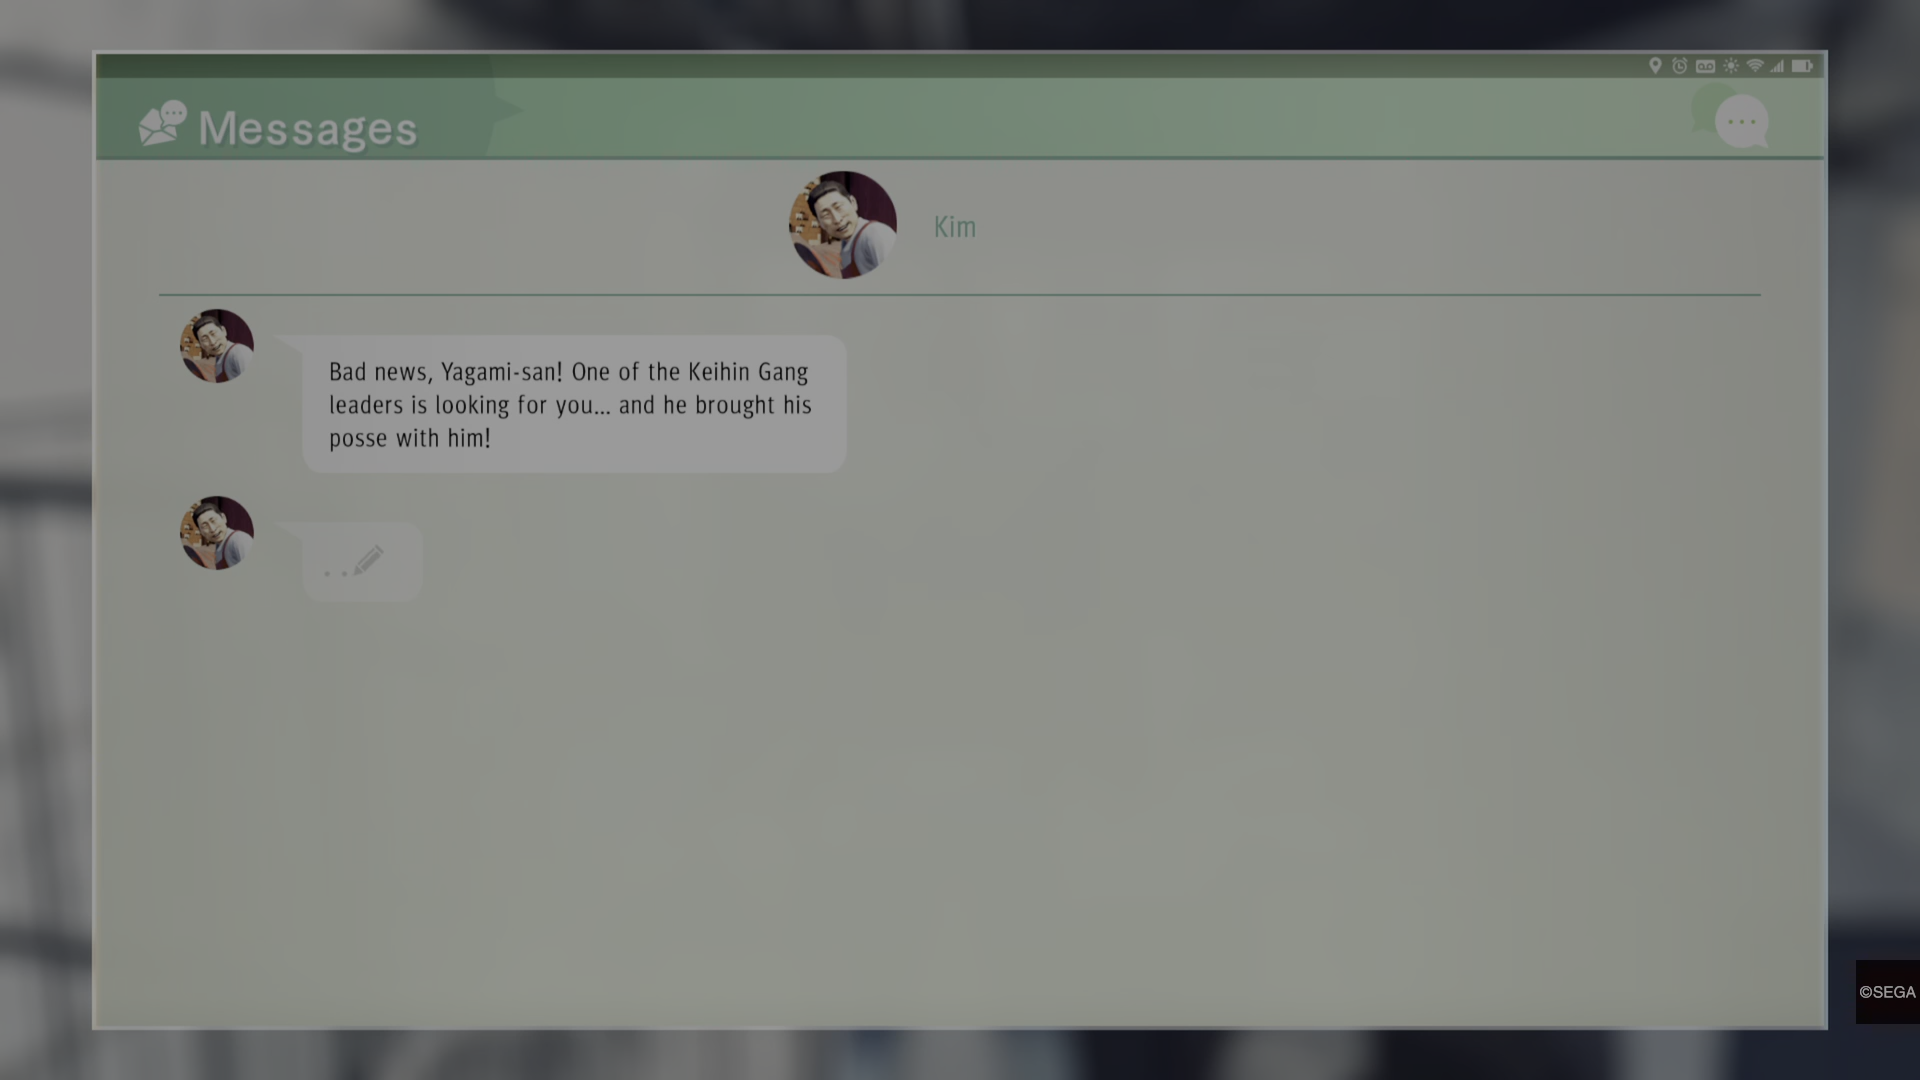 Messages
Kim
Bad news, Yagami-san! One of the Keihin Gang
leaders is looking for you... and he brought his
posse with him!
©SEGA